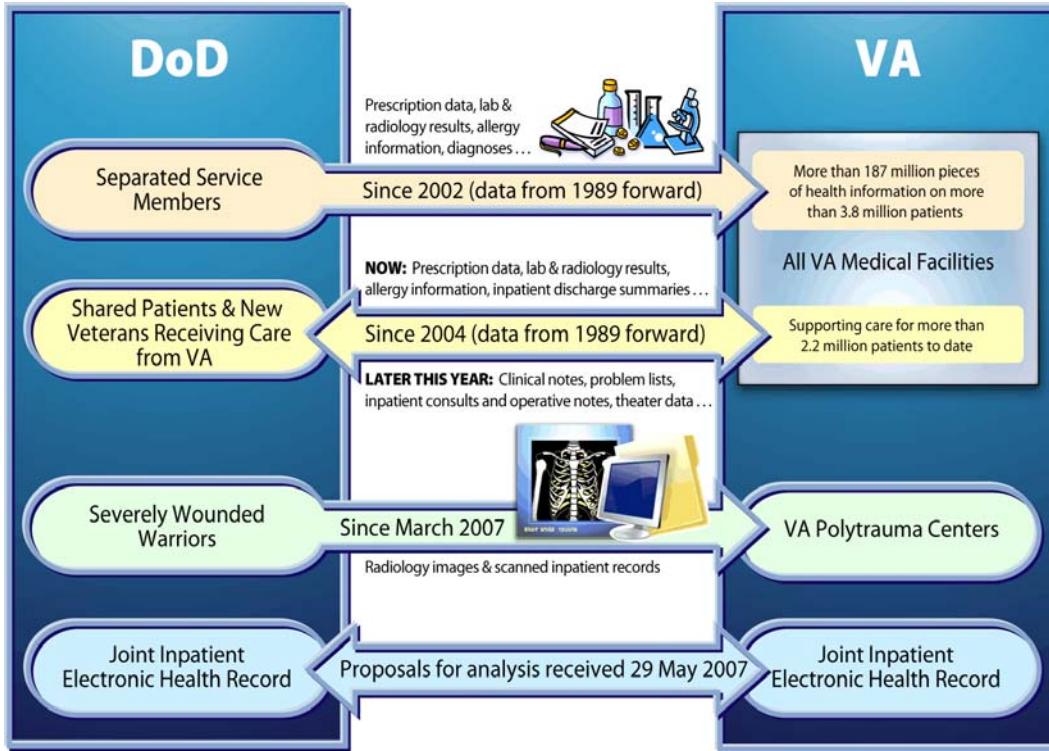 DoD
VA
Prescription data, lab &
radiology results, allergy
information, diagnoses …
Separated Service
Members
Since 2002 (data from 1989 forward)
More than 187 million pieces
of health information on more
than 3.8 million patients
All VA Medical Facilities
NOW: Prescription data, lab & radiology results,
allergy information, inpatient discharge summaries …
Shared Patients & New
Veterans Receiving Care
from VA
Since 2004 (data from 1989 forward)
Supporting care for more than
2.2 million patients to date
LATER THIS YEAR: Clinical notes, problem lists,
inpatient consults and operative notes, theater data …
Severely Wounded
Warriors
Since March 2007
VA Polytrauma Centers
Radiology images & scanned inpatient records
Joint Inpatient
Electronic Health Record
Proposals for analysis received 29 May 2007
Joint Inpatient
Electronic Health Record